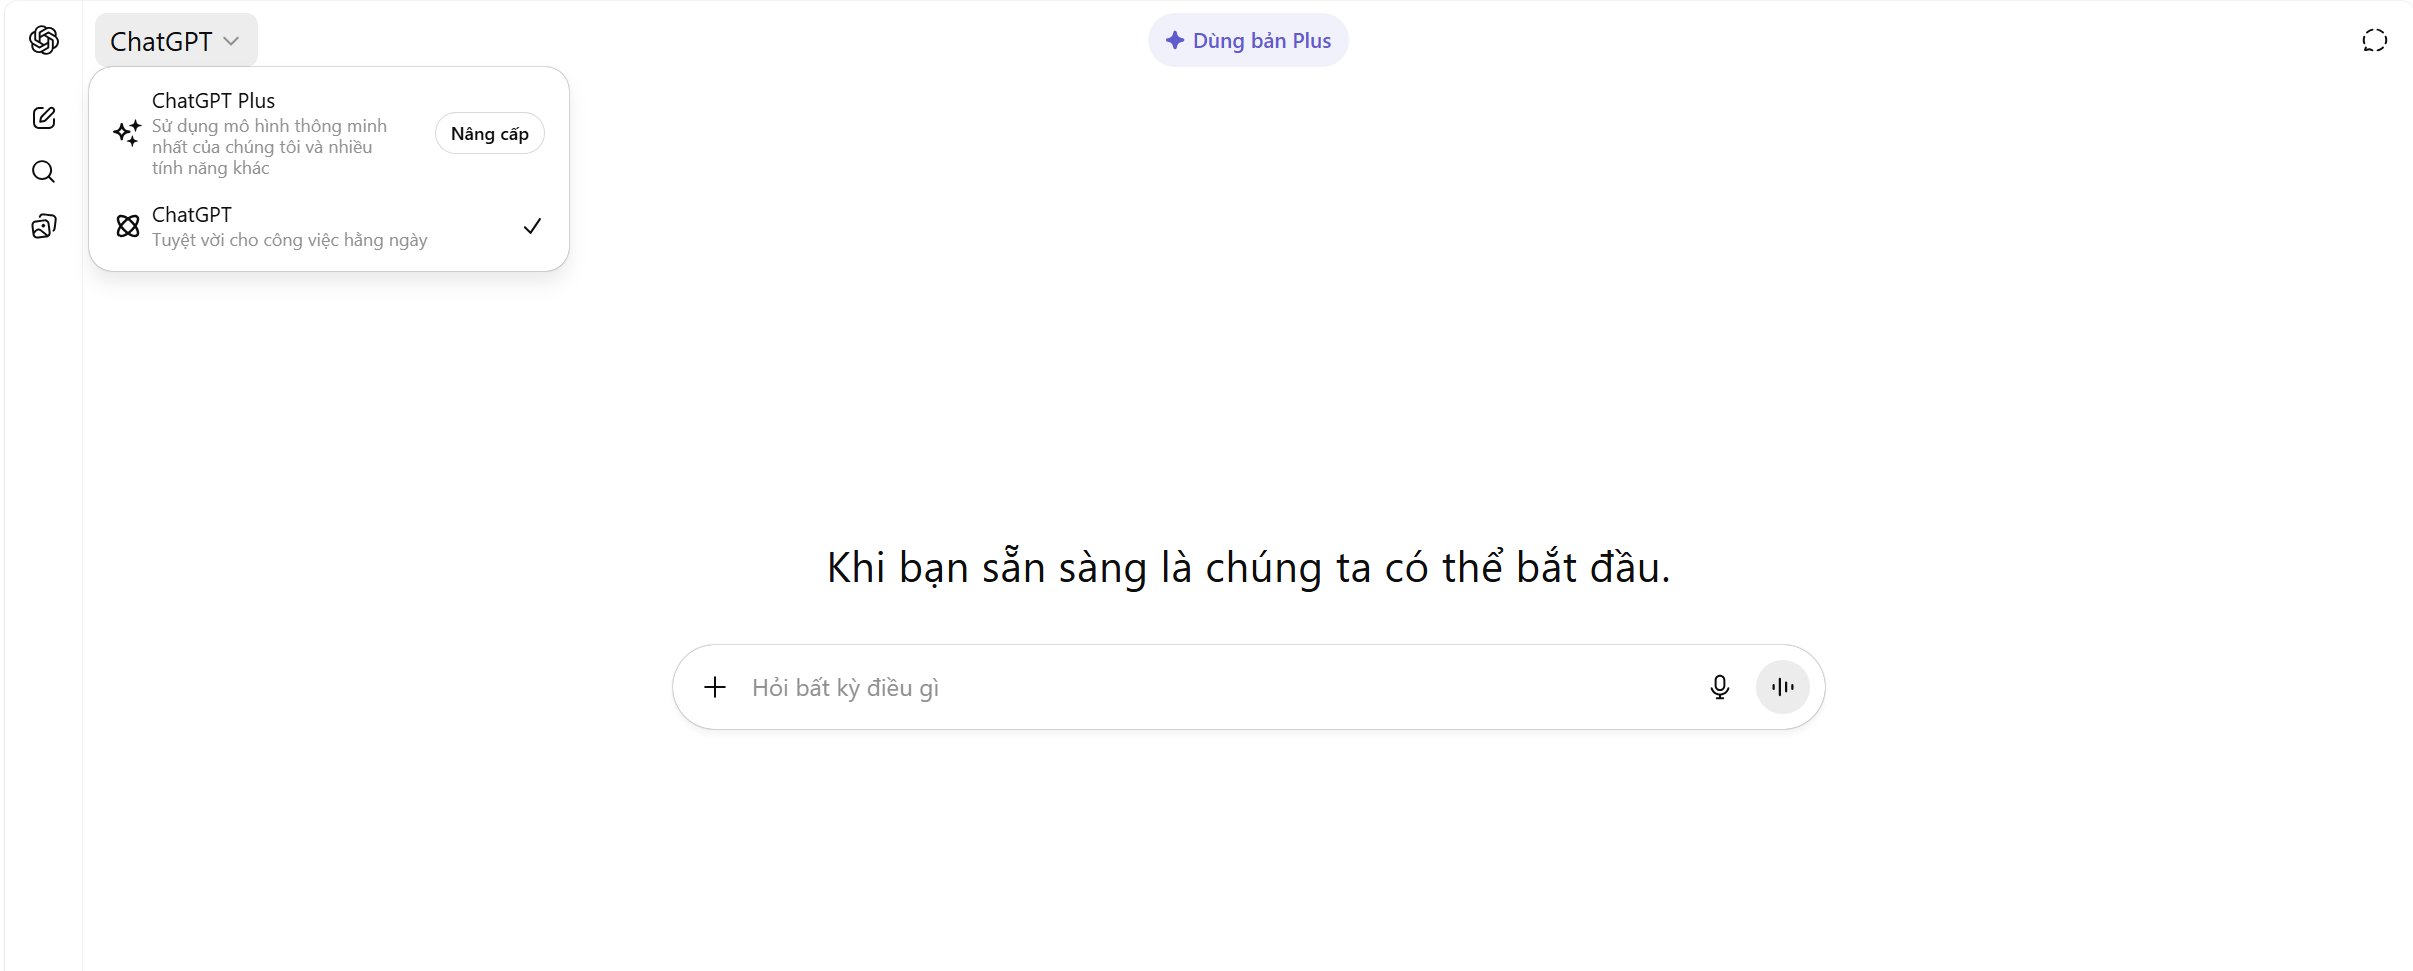 ChatGPT
Dùng bản Plus
ChatGPT Plus
Sử dụng mô hình thông minh
nhất của chúng tôi và nhiều
tính năng khác
Nâng cấp
ChatGPT
Tuyệt vời cho công việc hằng ngày
Khi bạn sẵn sàng là chúng ta có thể bắt đầu.
Hỏi bất kỳ điều gì